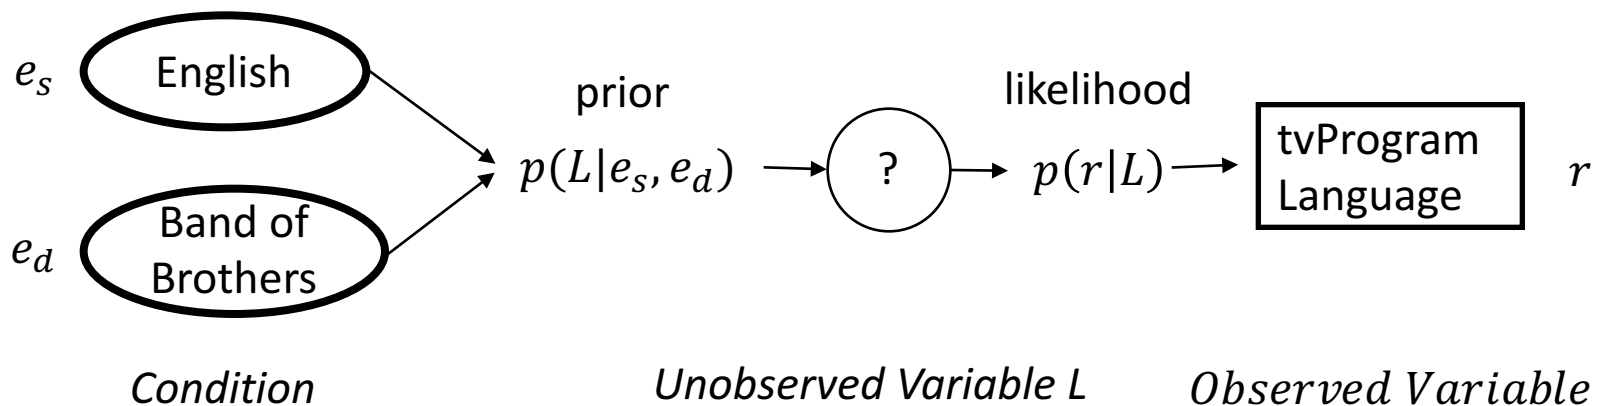 e_s
English
e_d
Band of
Brothers
prior
p(L|e_s, e_d)
?
likelihood
p(r|L)
tvProgram
Language
r
Condition
Unobserved Variable L
Observed Variable